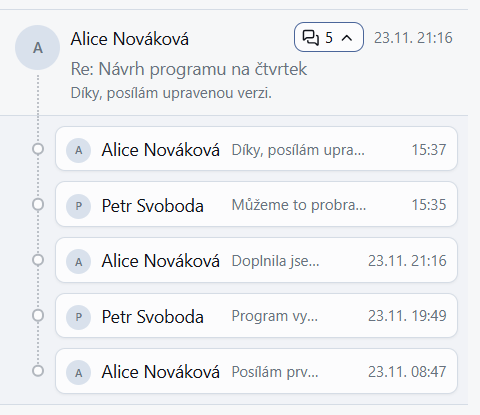 A Alice Nováková 5 23.11. 21:16
Re: Návrh programu na čtvrtek
Díky, posílám upravenou verzi.
A Alice Nováková Díky, posílám upra... 15:37
P Petr Svoboda Můžeme to probra... 15:35
A Alice Nováková Doplnila jse... 23.11. 21:16
P Petr Svoboda Program vy... 23.11. 19:49
A Alice Nováková Posílám prv... 23.11. 08:47